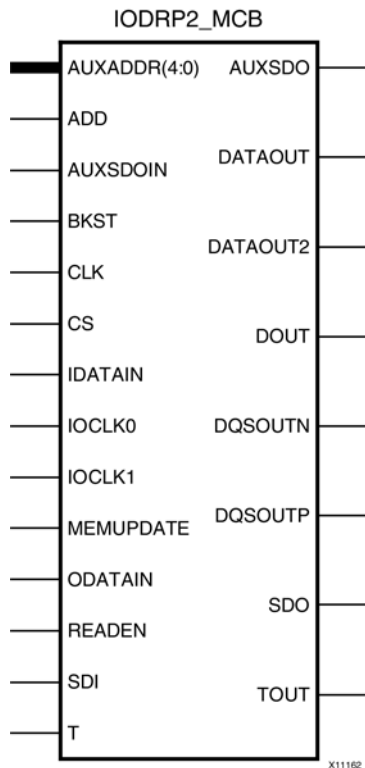 IODRP2_MCB
AUXADDR(4:0) AUXSDO
ADD
DATAOUT
AUXSDOIN
BKST
DATAOUT2
CLK
CS
DOUT
IDATAIN
IOCLK0 DQSOUTN
IOCLK1
DQSOUTP
MEMUPDATE
ODATAIN
SDO
READEN
SDI
TOUT
T
X11162